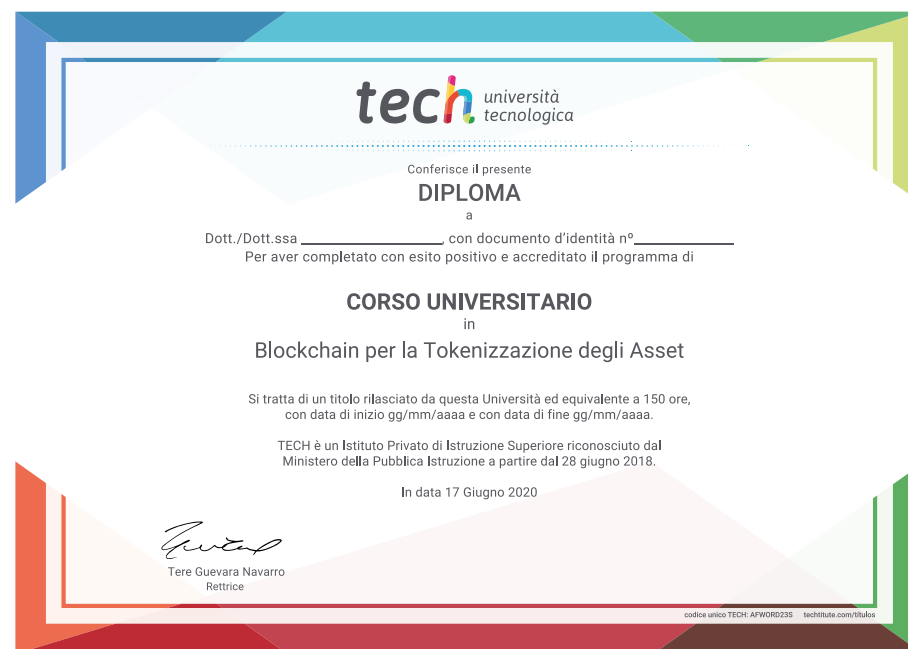 tech università
tecnologica
Conferisce il presente
DIPLOMA
a
Dott./Dott.ssa ____________________, con documento d'identità nº______________
Per aver completato con esito positivo e accreditato il programma di
CORSO UNIVERSITARIO
in
Blockchain per la Tokenizzazione degli Asset
Si tratta di un titolo rilasciato da questa Università ed equivalente a 150 ore,
con data di inizio gg/mm/aaaa e con data di fine gg/mm/aaaa.
TECH è un Istituto Privato di Istruzione Superiore riconosciuto dal
Ministero della Pubblica Istruzione a partire dal 28 giugno 2018.
In data 17 Giugno 2020
Tere Guevara Navarro
Rettrice
codice unico TECH: AFWORD23S techtitute.com/titulos